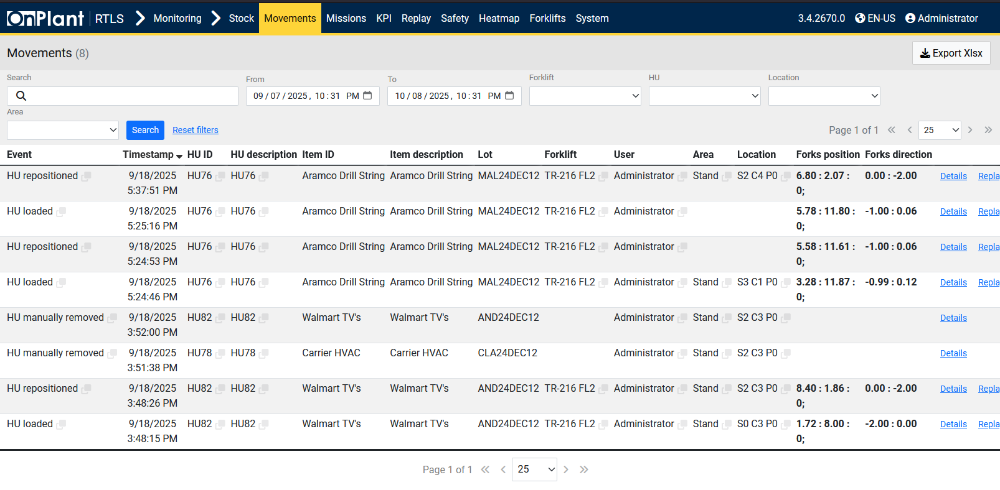 OnPlant RTLS Monitoring Stock Movements Missions KPI Replay Safety Heatmap Forklifts System 3.4.2670.0 EN-US Administrator
Movements (8) Export Xlsx
Search From To Forklift HU Location
09/07/2025, 10:31 PM 10/08/2025, 10:31 PM
Area
Search Reset filters Page 1 of 1 25
Event Timestamp HU ID HU description Item ID Item description Lot Forklift User Area Location Forks position Forks direction
HU repositioned 9/18/2025 HU76 HU76 Aramco Drill String Aramco Drill String MAL24DEC12 TR-216 FL2 Administrator Stand S2 C4 P0 6.80 : 2.07 : 0.00 : -2.00 Details Repla
5:37:51 PM 0;
HU loaded 9/18/2025 HU76 HU76 Aramco Drill String Aramco Drill String MAL24DEC12 TR-216 FL2 Administrator 5.78 : 11.80 : -1.00 : 0.06 Details Repla
5:25:16 PM 0;
HU repositioned 9/18/2025 HU76 HU76 Aramco Drill String Aramco Drill String MAL24DEC12 TR-216 FL2 Administrator 5.58 : 11.61 : -1.00 : 0.06 Details Repla
5:24:53 PM 0;
HU loaded 9/18/2025 HU76 HU76 Aramco Drill String Aramco Drill String MAL24DEC12 TR-216 FL2 Administrator Stand S3 C1 P0 3.28 : 11.87 : -0.99 : 0.12 Details Repla
5:24:46 PM 0;
HU manually removed 9/18/2025 HU82 HU82 Walmart TV's Walmart TV's AND24DEC12 Administrator Stand S2 C3 P0 Details
3:52:00 PM
HU manually removed 9/18/2025 HU78 HU78 Carrier HVAC Carrier HVAC CLA24DEC12 Administrator Stand S2 C3 P0 Details
3:51:38 PM
HU repositioned 9/18/2025 HU82 HU82 Walmart TV's Walmart TV's AND24DEC12 TR-216 FL2 Administrator Stand S2 C3 P0 8.40 : 1.86 : 0.00 : -2.00 Details Repla
3:48:26 PM 0;
HU loaded 9/18/2025 HU82 HU82 Walmart TV's Walmart TV's AND24DEC12 TR-216 FL2 Administrator Stand S0 C3 P0 1.72 : 8.00 : -2.00 : 0.00 Details Repla
3:48:15 PM 0;
Page 1 of 1 25